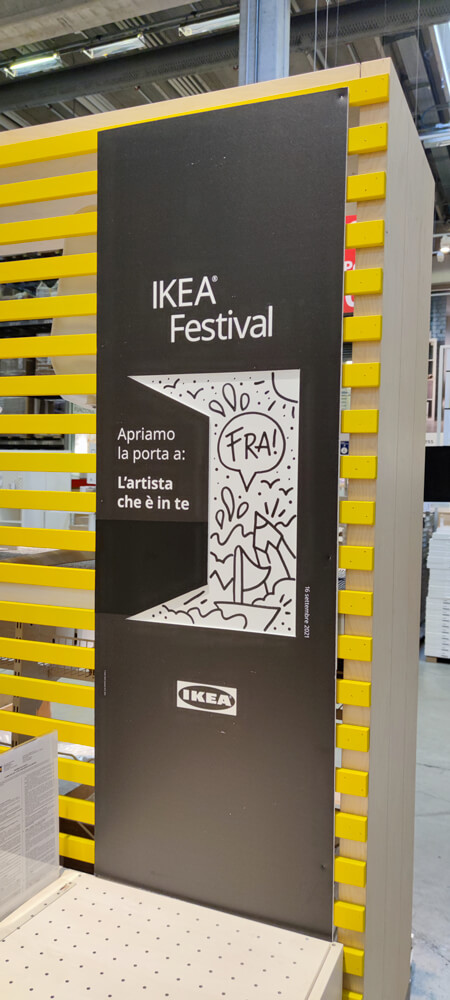 IKEA®
Festival
Apriamo
la porta a:
L'artista
che è in te
FRA!
16 settembre 2021
IKEA